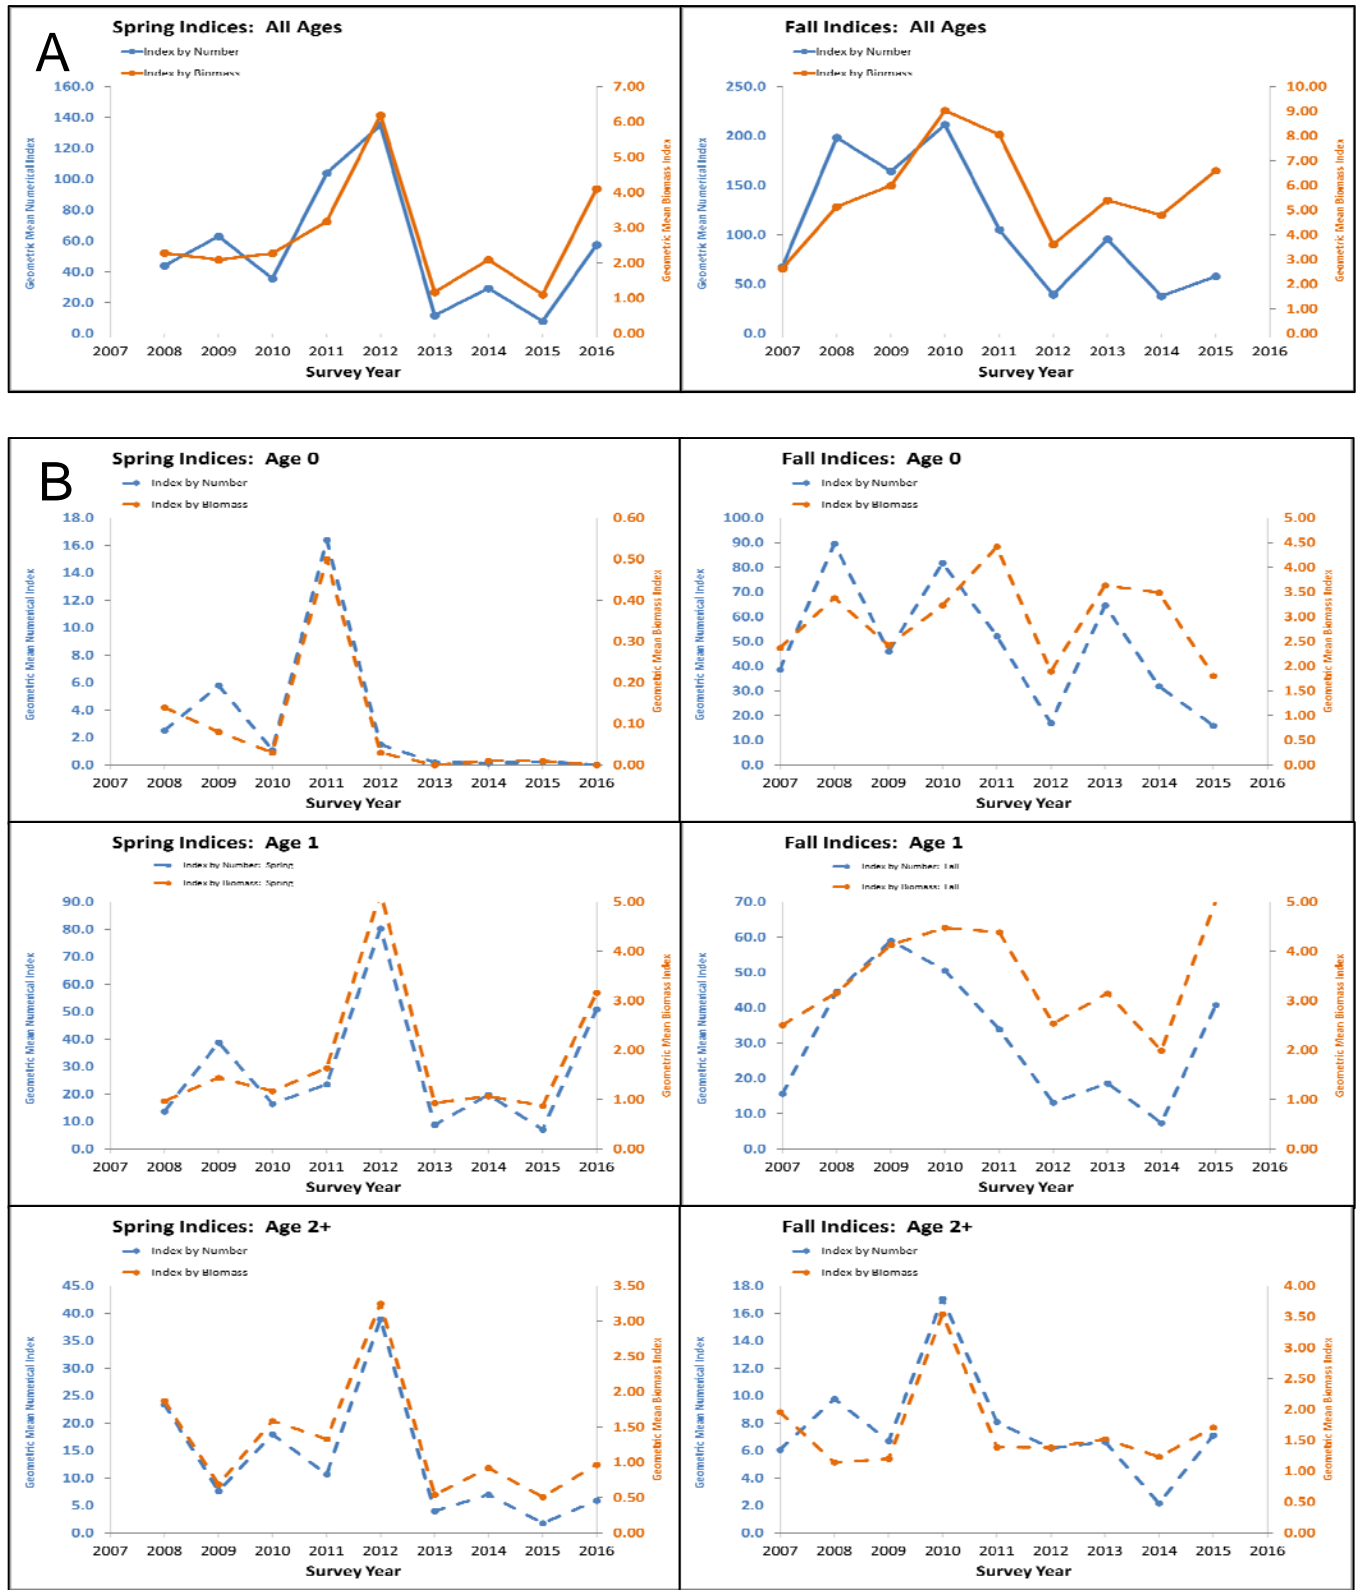 A
Spring Indices: All Ages
Index by Number
Index by Biomass
Geometric Mean Numerical Index
160.0
140.0
120.0
100.0
80.0
60.0
40.0
20.0
0.0
7.00
6.00
5.00
4.00
3.00
2.00
1.00
0.00
Geometric Mean Biomass Index
2007 2008 2009 2010 2011 2012 2013 2014 2015 2016
Survey Year
Fall Indices: All Ages
Index by Number
Index by Biomass
Geometric Mean Numerical Index
250.0
200.0
150.0
100.0
50.0
0.0
10.00
9.00
8.00
7.00
6.00
5.00
4.00
3.00
2.00
1.00
0.00
Geometric Mean Biomass Index
2007 2008 2009 2010 2011 2012 2013 2014 2015 2016
Survey Year
B
Spring Indices: Age 0
Index by Number
Index by Biomass
Geometric Mean Numerical Index
18.0
16.0
14.0
12.0
10.0
8.0
6.0
4.0
2.0
0.0
0.60
0.50
0.40
0.30
0.20
0.10
0.00
Geometric Mean Biomass Index
2007 2008 2009 2010 2011 2012 2013 2014 2015 2016
Survey Year
Fall Indices: Age 0
Index by Number
Index by Biomass
Geometric Mean Numerical Index
100.0
90.0
80.0
70.0
60.0
50.0
40.0
30.0
20.0
10.0
0.0
5.00
4.50
4.00
3.50
3.00
2.50
2.00
1.50
1.00
0.50
0.00
Geometric Mean Biomass Index
2007 2008 2009 2010 2011 2012 2013 2014 2015 2016
Survey Year
Spring Indices: Age 1
Index by Number: Spring
Index by Biomass: Spring
Geometric Mean Numerical Index
90.0
80.0
70.0
60.0
50.0
40.0
30.0
20.0
10.0
0.0
5.00
4.00
3.00
2.00
1.00
0.00
Geometric Mean Biomass Index
2007 2008 2009 2010 2011 2012 2013 2014 2015 2016
Survey Year
Fall Indices: Age 1
Index by Number: Fall
Index by Biomass: Fall
Geometric Mean Numerical Index
70.0
60.0
50.0
40.0
30.0
20.0
10.0
0.0
5.00
4.00
3.00
2.00
1.00
0.00
Geometric Mean Biomass Index
2007 2008 2009 2010 2011 2012 2013 2014 2015 2016
Survey Year
Spring Indices: Age 2+
Index by Number
Index by Biomass
Geometric Mean Numerical Index
45.0
40.0
35.0
30.0
25.0
20.0
15.0
10.0
5.0
0.0
3.50
3.00
2.50
2.00
1.50
1.00
0.50
0.00
Geometric Mean Biomass Index
2007 2008 2009 2010 2011 2012 2013 2014 2015 2016
Survey Year
Fall Indices: Age 2+
Index by Number
Index by Biomass
Geometric Mean Numerical Index
18.0
16.0
14.0
12.0
10.0
8.0
6.0
4.0
2.0
0.0
4.00
3.50
3.00
2.50
2.00
1.50
1.00
0.50
0.00
Geometric Mean Biomass Index
2007 2008 2009 2010 2011 2012 2013 2014 2015 2016
Survey Year